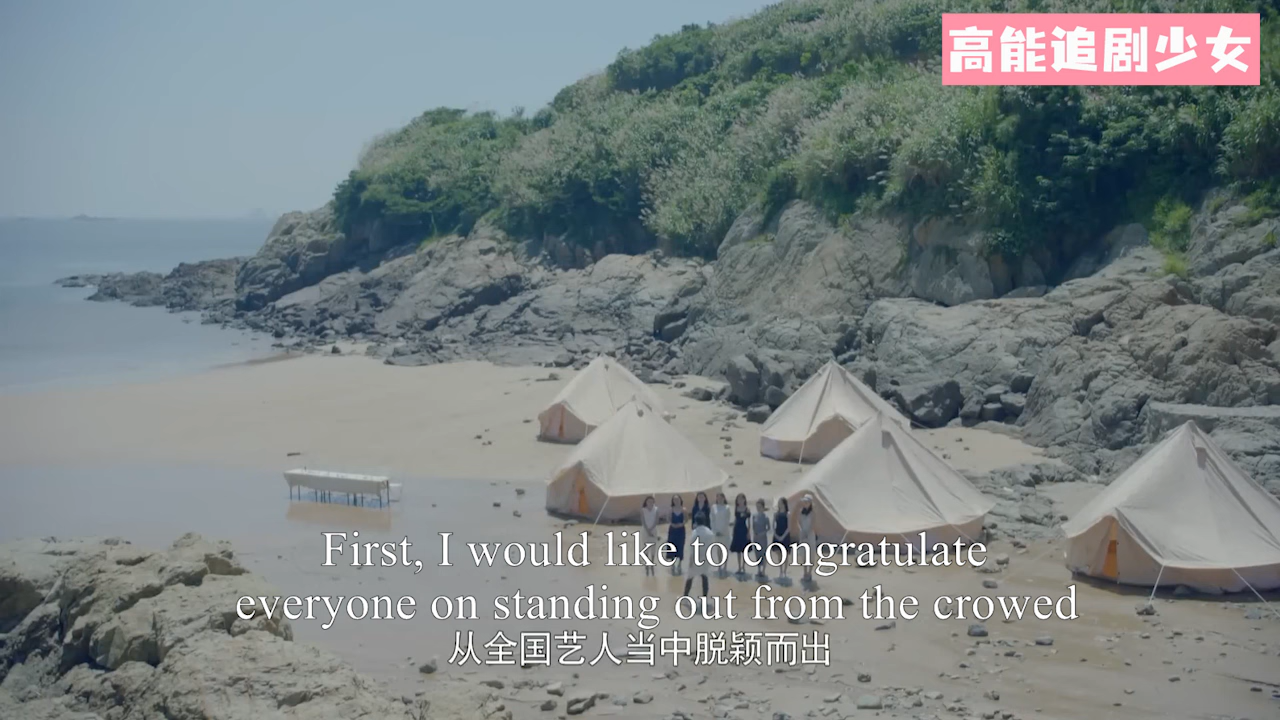 高能追剧少女
First, I would like to congratulate
everyone on standing out from the crowed
从全国艺人当中脱颖而出